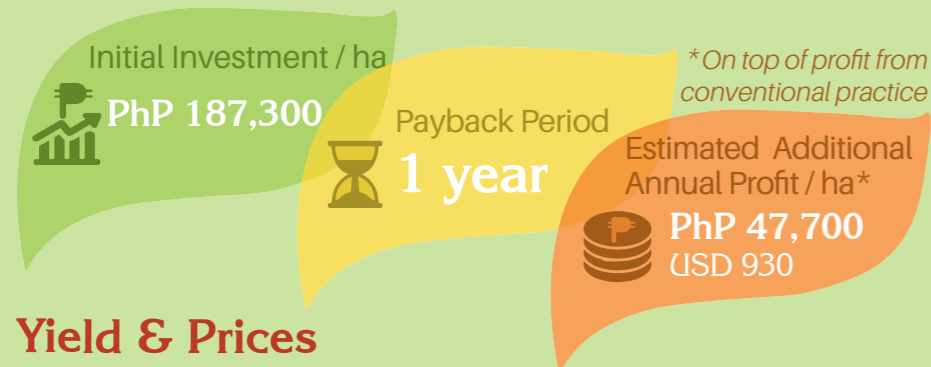 Initial Investment / ha
PhP 187,300
Payback Period
1 year
*On top of profit from
conventional practice
Estimated Additional
Annual Profit / ha*
PhP 47,700
USD 930
Yield & Prices